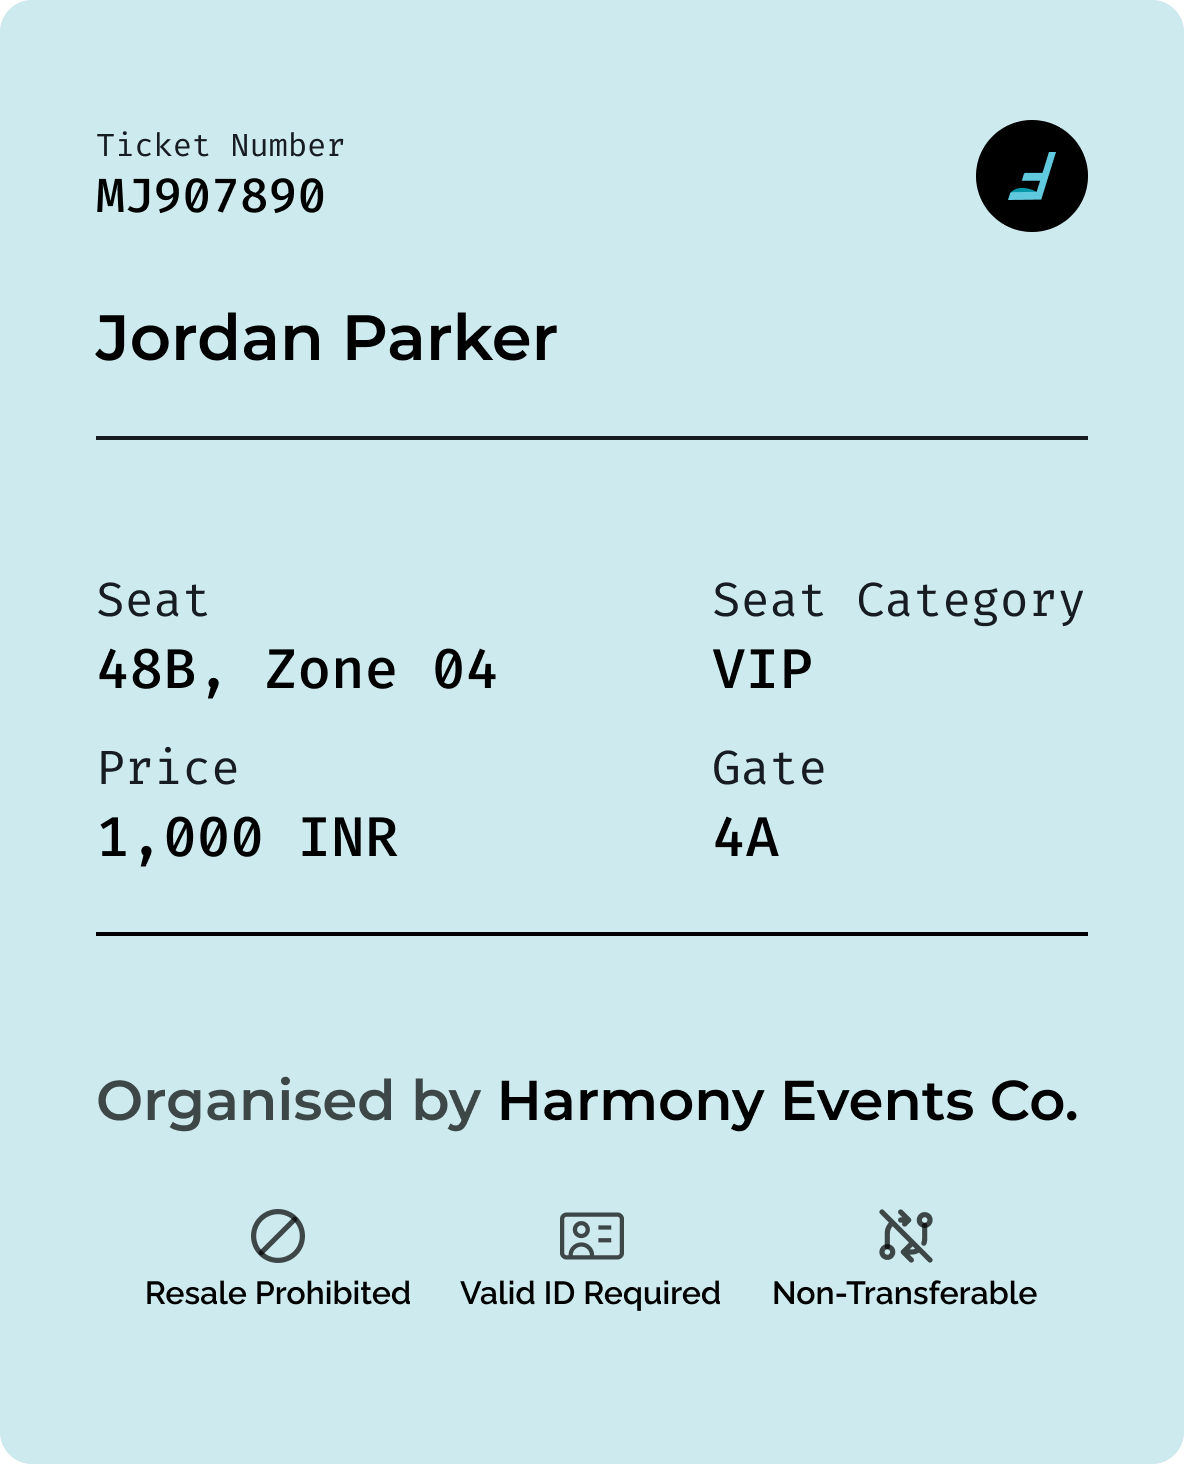 Ticket Number
MJ907890
Jordan Parker
Seat
48B, Zone 04
Seat Category
VIP
Price
1,000 INR
Gate
4A
Organised by Harmony Events Co.
Resale Prohibited
Valid ID Required
Non-Transferable